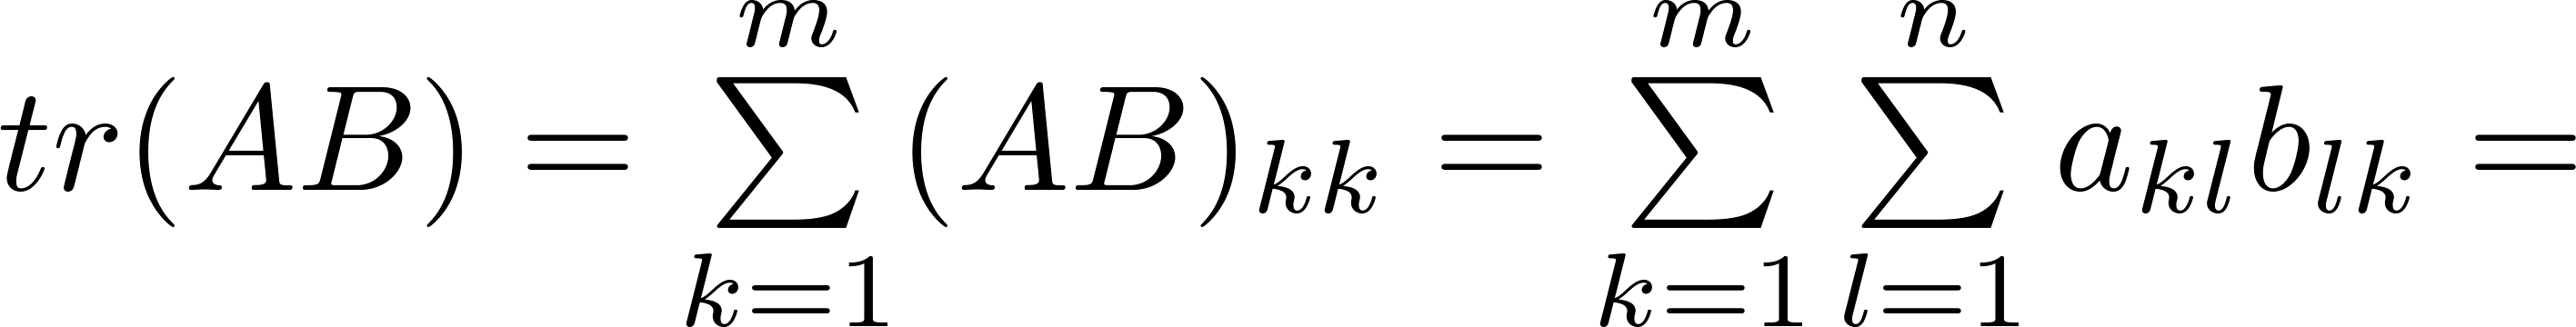 $tr(AB) = \sum_{k=1}^{m} (AB)_{kk} = \sum_{k=1}^{m} \sum_{l=1}^{n} a_{kl} b_{lk} =$